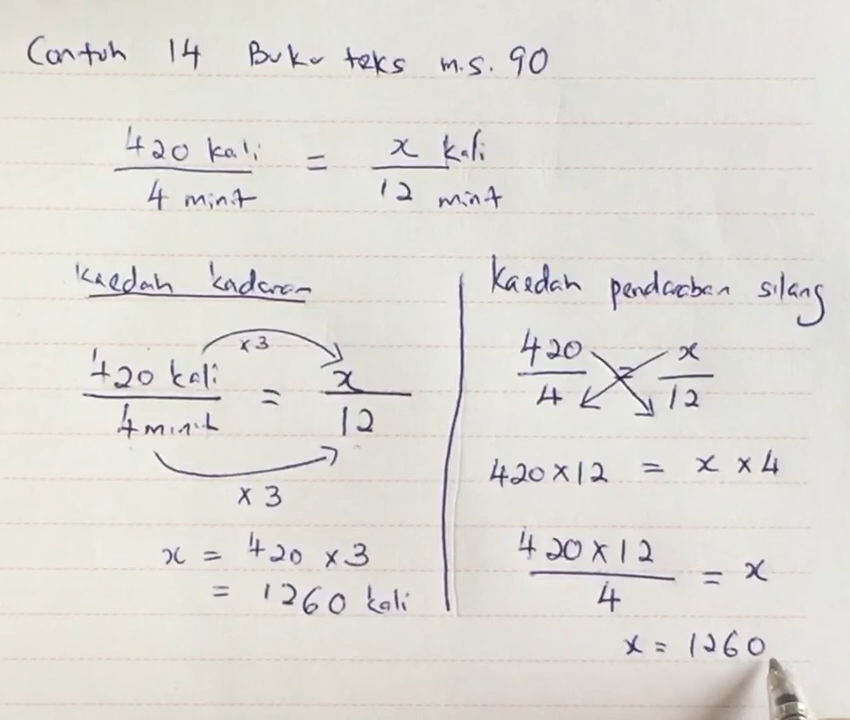 Contoh 14 Buku teks m.s. 90
420 kali / 4 minit = x kali / 12 minit
Kaedah kadaran
×3
420 kali / 4 minit = x / 12
×3
x = 420 × 3
= 1260 kali
Kaedah pendaraban silang
420 / 4 = x / 12
420 × 12 = x × 4
420 × 12 / 4 = x
x = 1260